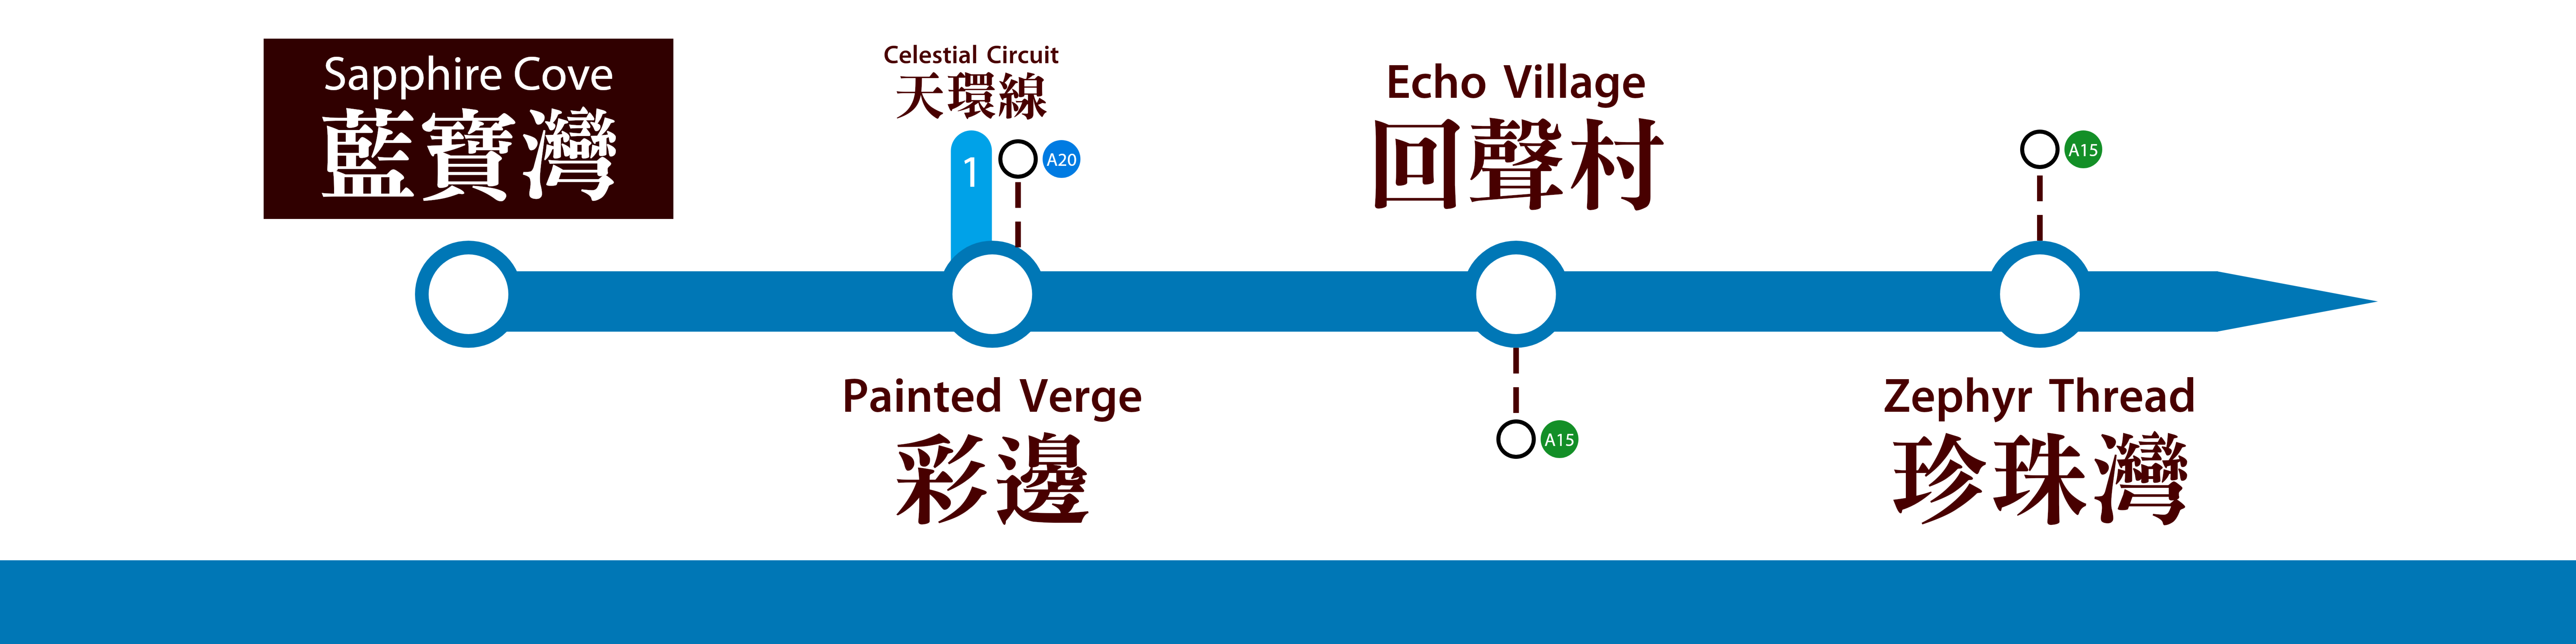 Sapphire Cove
藍寶灣
Celestial Circuit
天環線
1
A20
Painted Verge
彩邊
Echo Village
回聲村
A15
A15
Zephyr Thread
珍珠灣